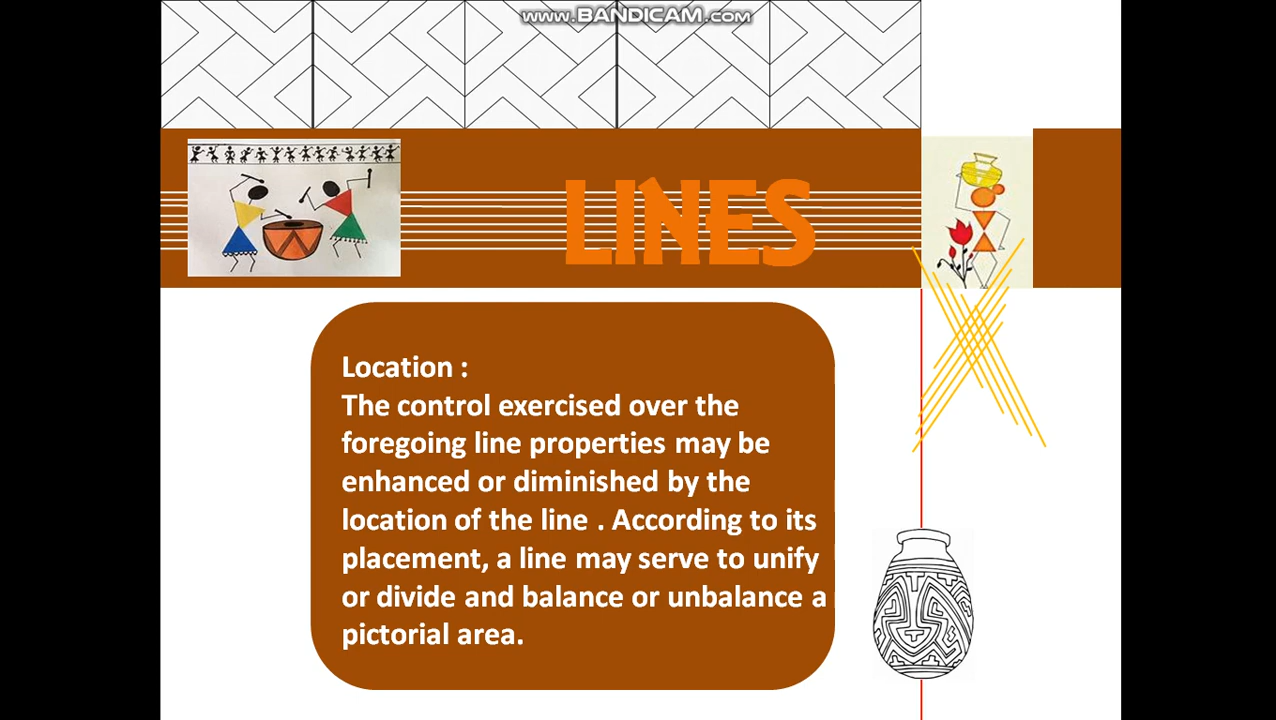 www.BANDICAM.com
LINES
Location :
The control exercised over the
foregoing line properties may be
enhanced or diminished by the
location of the line . According to its
placement, a line may serve to unify
or divide and balance or unbalance a
pictorial area.